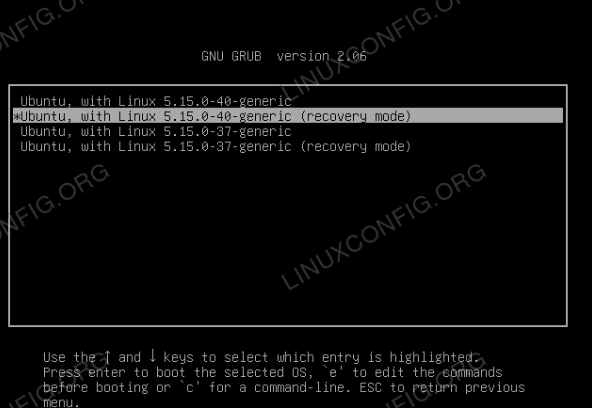 GNU GRUB  version 2.06
Ubuntu, with Linux 5.15.0-40-generic
*Ubuntu, with Linux 5.15.0-40-generic (recovery mode)
Ubuntu, with Linux 5.15.0-37-generic
Ubuntu, with Linux 5.15.0-37-generic (recovery mode)
Use the ↑ and ↓ keys to select which entry is highlighted.
Press enter to boot the selected OS, `e' to edit the commands
before booting or `c' for a command-line. ESC to return previous
menu.
LINUXCONFIG.ORG
LINUXCONFIG.ORG